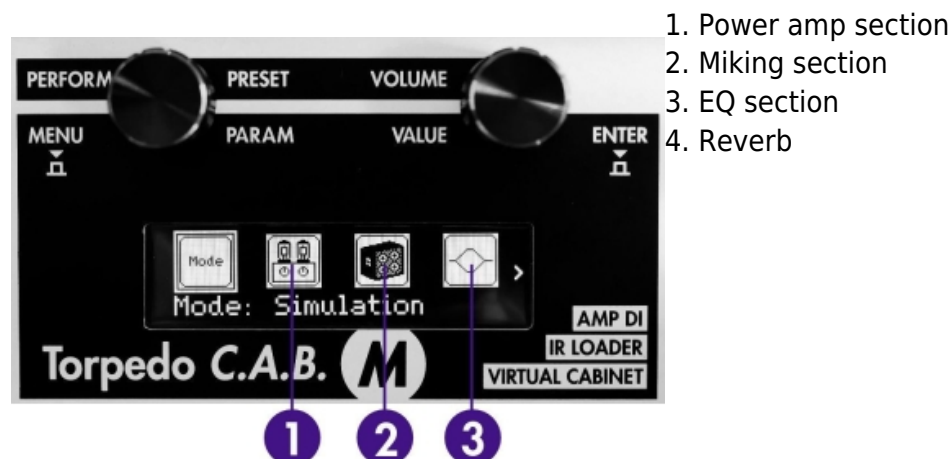 1. Power amp section
2. Miking section
3. EQ section
4. Reverb
PERFORM PRESET VOLUME
MENU PARAM VALUE ENTER
Mode
Mode: Simulation
>
AMP DI
IR LOADER
VIRTUAL CABINET
Torpedo C.A.B. M
1 2 3